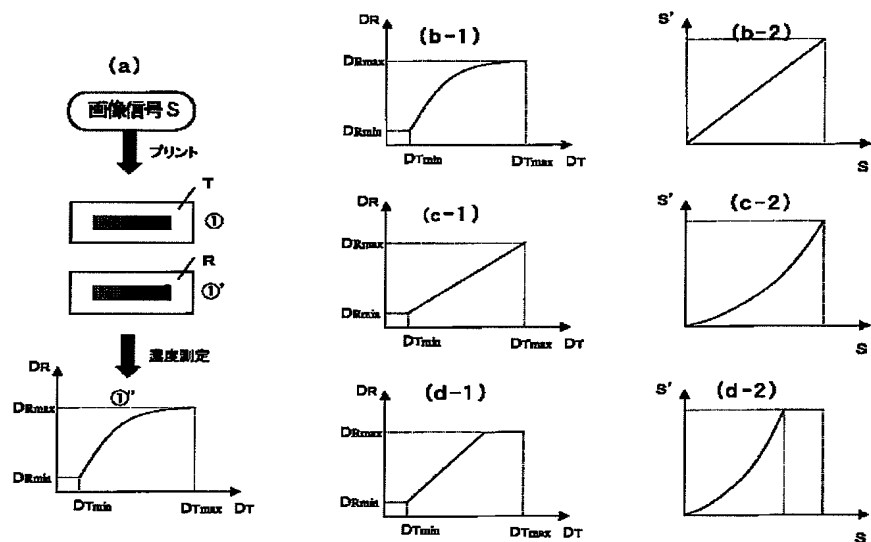 (a)
画像信号S
プリント
T
①
R
①'
濃度測定
DR
①''
DRmax
DRmin
DTmin
DTmax DT
DR
(b-1)
DRmax
DRmin
DTmin
DTmax DT
S'
(b-2)
S
DR
(c-1)
DRmax
DRmin
DTmin
DTmax DT
S'
(c-2)
S
DR
(d-1)
DRmax
DRmin
DTmin
DTmax DT
S'
(d-2)
S